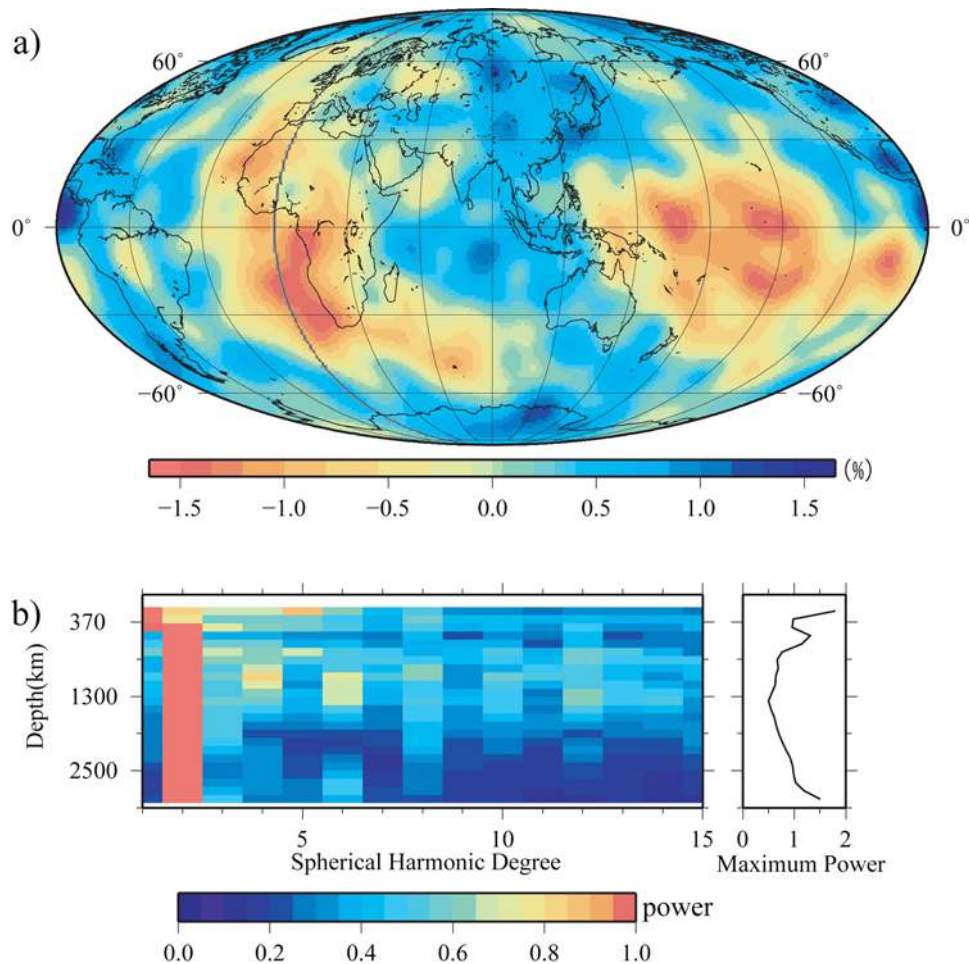 a)
60°
60°
0°
0°
−60°
−60°
(%)
−1.5 −1.0 −0.5 0.0 0.5 1.0 1.5
b)
370
1300
2500
Depth(km)
5 10 15
Spherical Harmonic Degree
0 1 2
Maximum Power
power
0.0 0.2 0.4 0.6 0.8 1.0